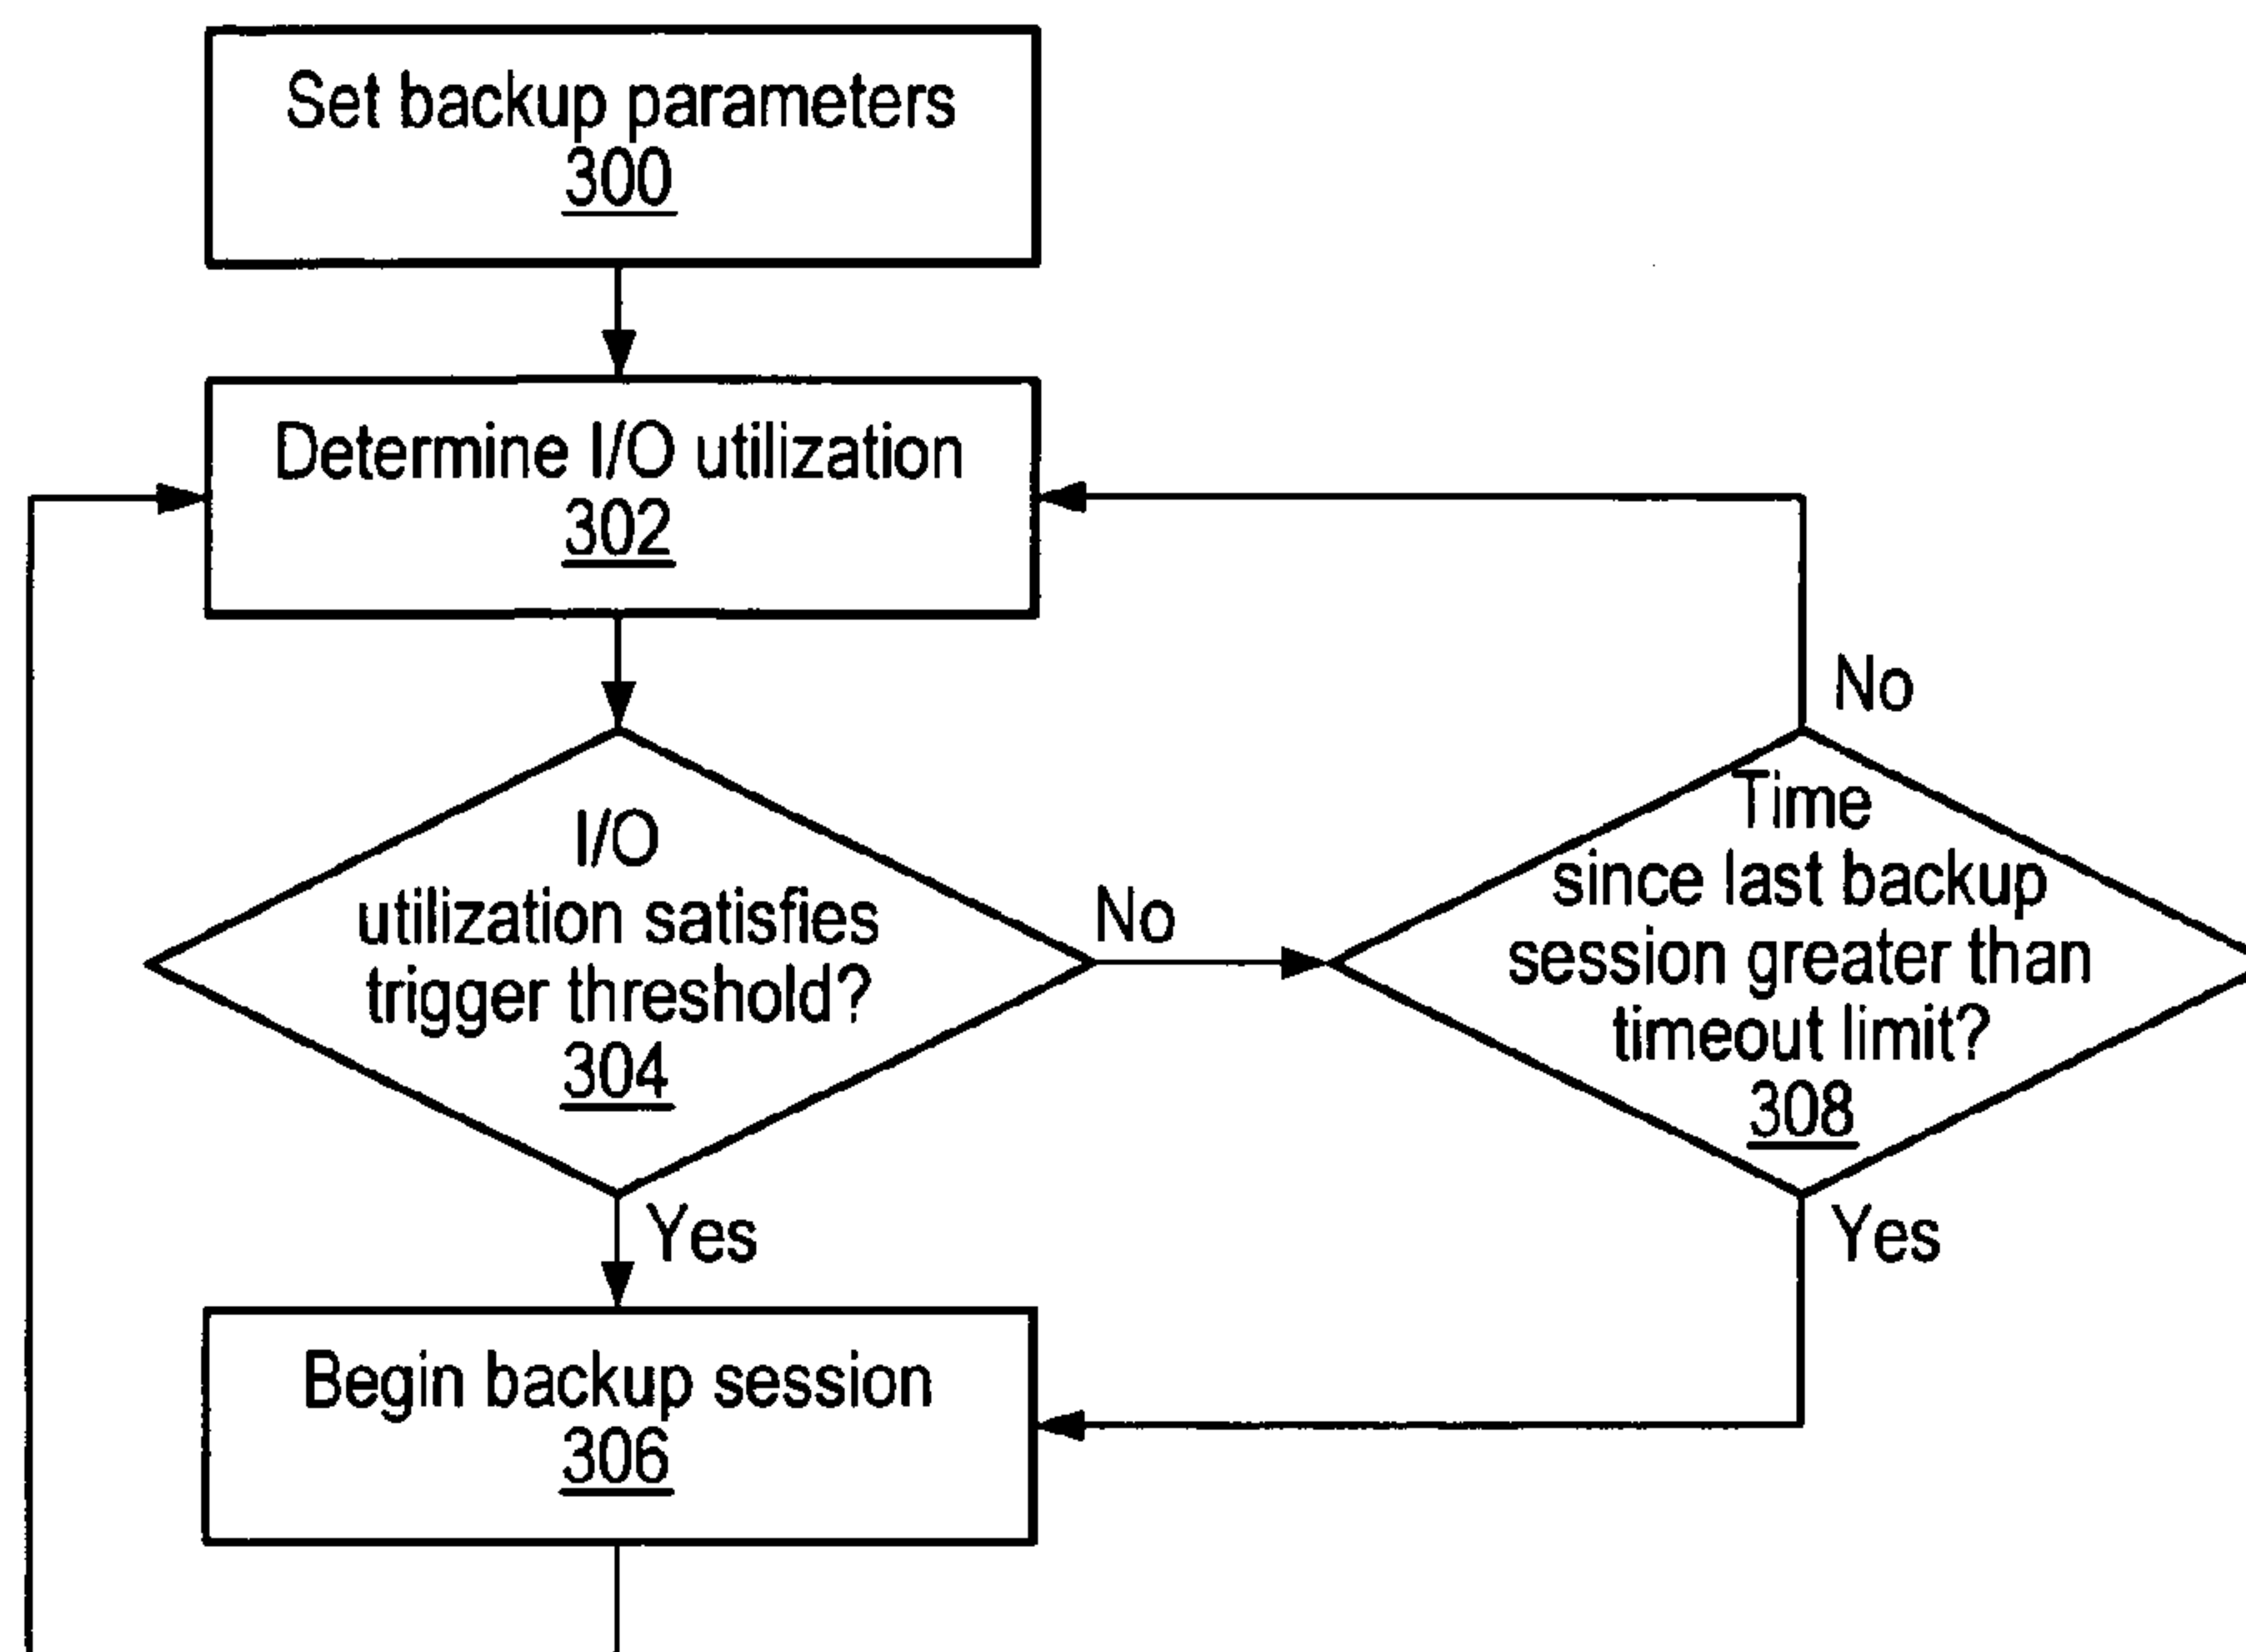 Set backup parameters
300
Determine I/O utilization
302
No
I/O
utilization satisfies
trigger threshold?
304
No
Time
since last backup
session greater than
timeout limit?
308
Yes
Yes
Begin backup session
306